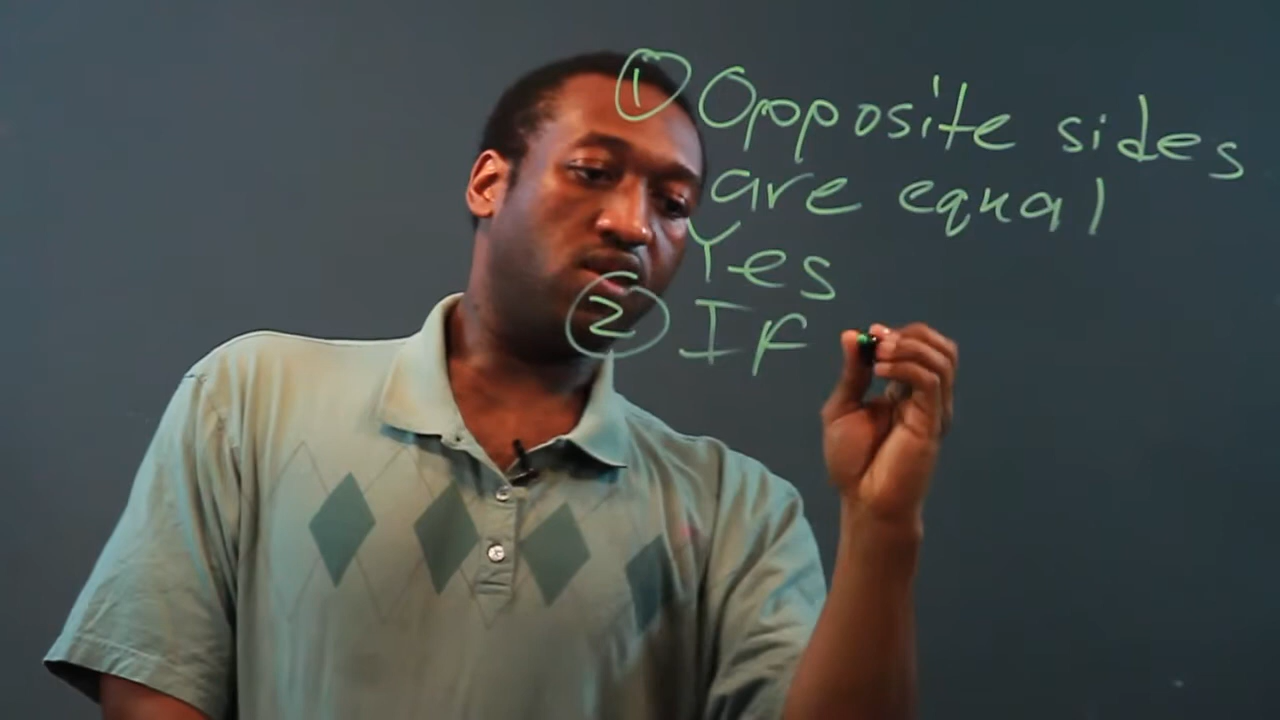 ① Opposite sides
are equal
Yes
② If